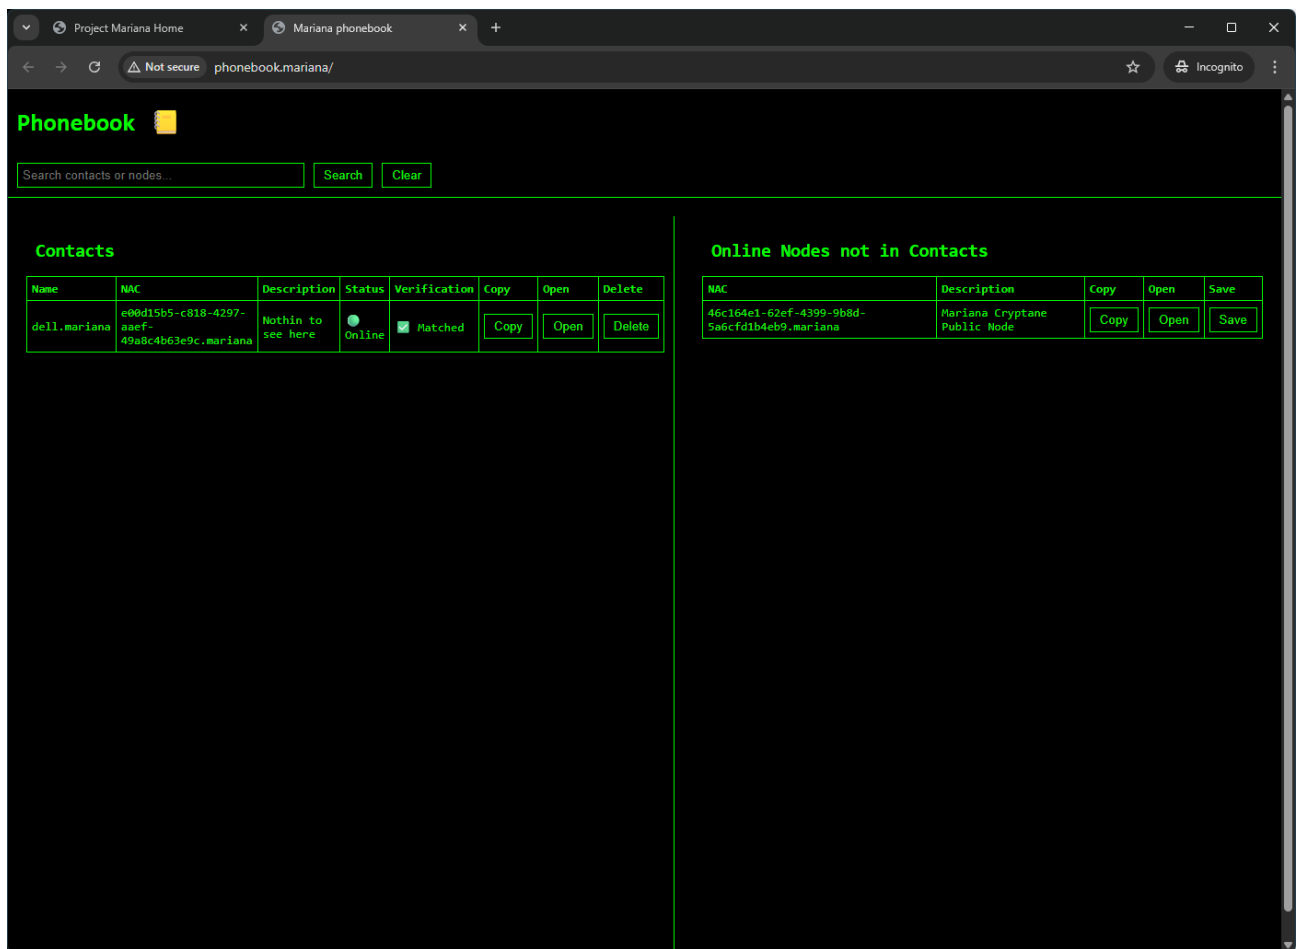 Project Mariana Home
Mariana phonebook
Not secure phonebook.mariana/
Incognito
Phonebook
Search contacts or nodes...
Search
Clear
Contacts
Name NAC Description Status Verification Copy Open Delete
dell.mariana
e00d15b5-c818-4297-
aaef-
49a8c4b63e9c.mariana
Nothin to
see here
Online
Matched
Copy
Open
Delete
Online Nodes not in Contacts
NAC Description Copy Open Save
46c164e1-62ef-4399-9b8d-
5a6cfd1b4eb9.mariana
Mariana Cryptane
Public Node
Copy
Open
Save